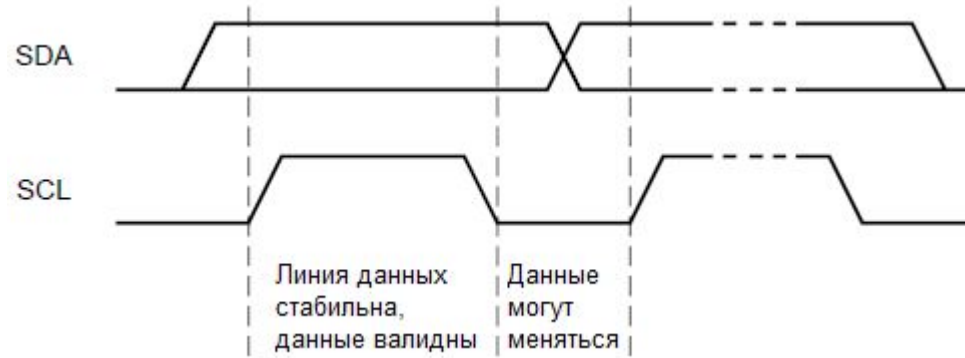 SDA
SCL
Линия данных
стабильна,
данные валидны
Данные
могут
меняться